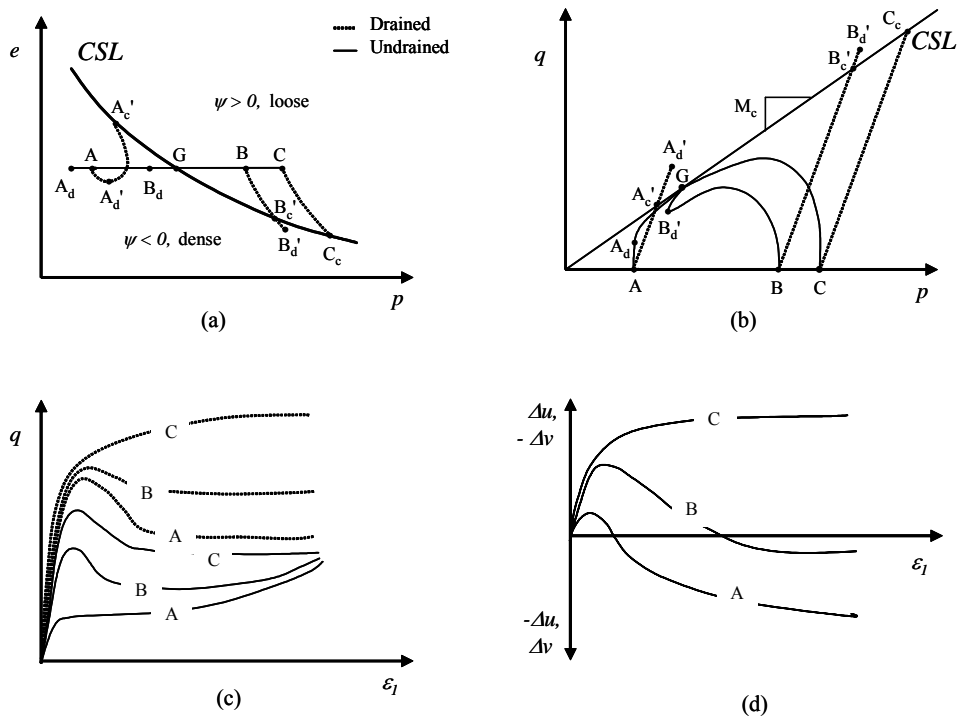 e
CSL
Drained
Undrained
ψ > 0, loose
A_c'
A
G
B
C
A_d
A_d'
B_d
B_c'
B_d'
C_c
ψ < 0, dense
p
(a)
q
C_c
B_d'
CSL
B_c'
M_c
A_d'
G
A_c'
B_d'
A_d
A
B
C
p
(b)
q
C
B
A
C
B
A
ε_1
(c)
Δu,
- Δv
C
B
ε_1
A
-Δu,
Δv
(d)